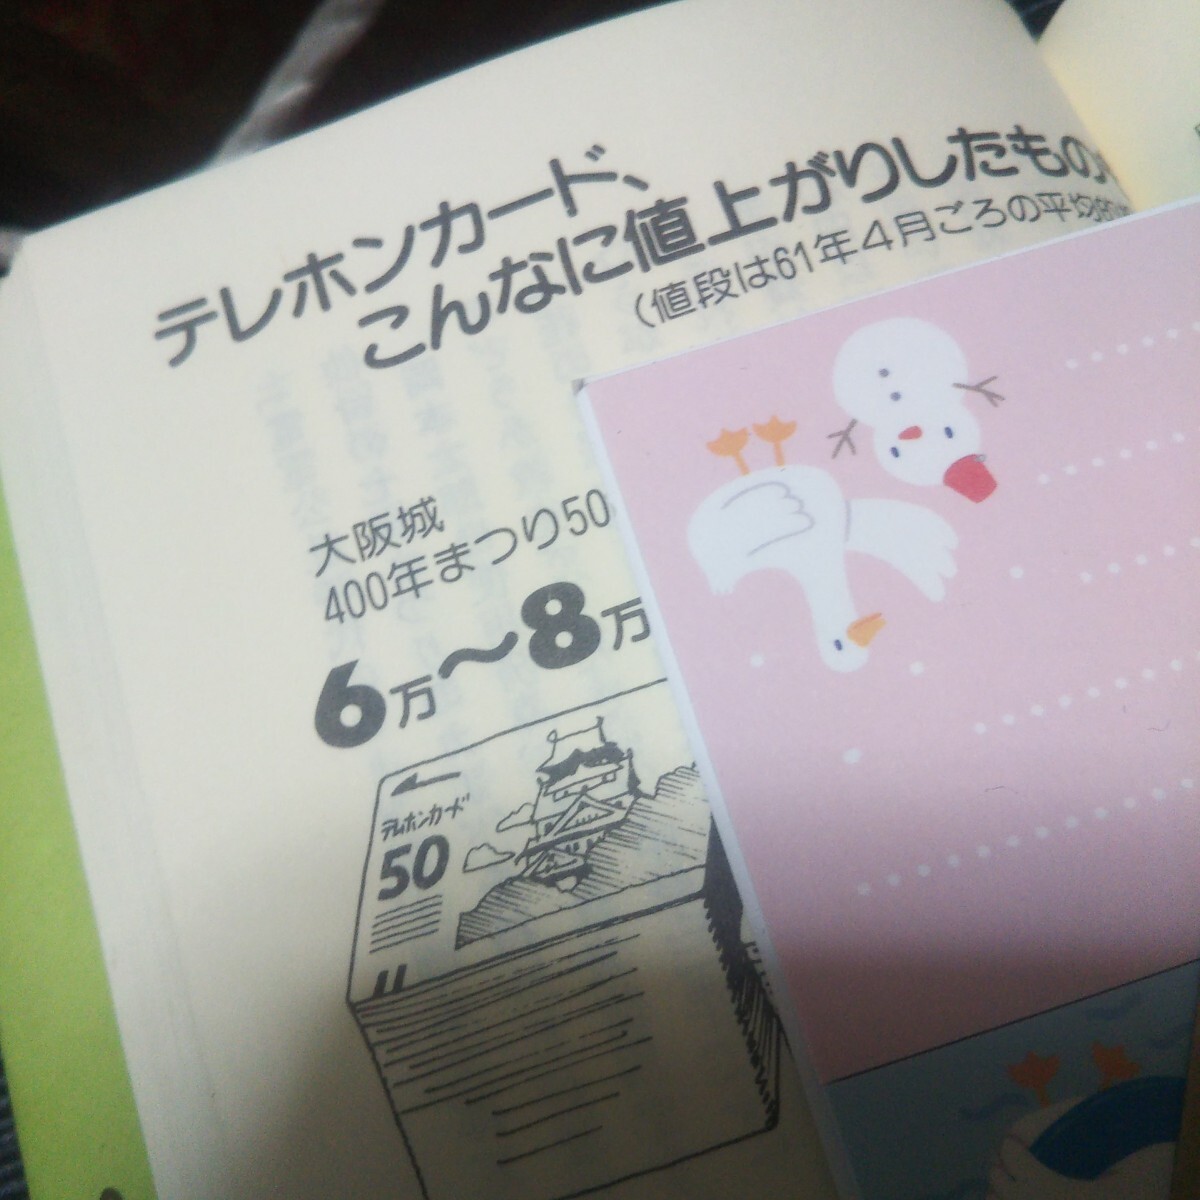 テレホンカード、
こんなに値上がりしたもの
(値段は61年4月ごろの平均的
大阪城
400年まつり50
6万〜8万
テレホンカード
50